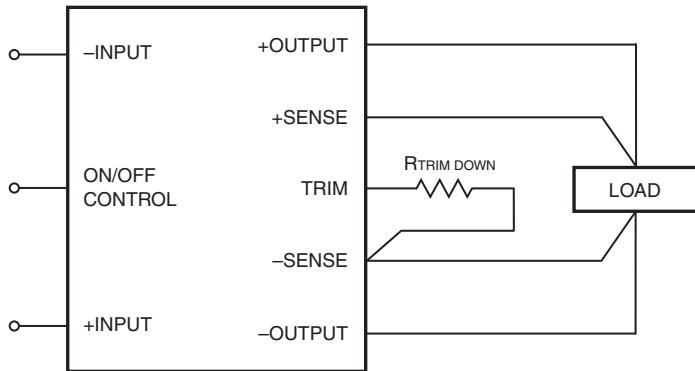 –INPUT
ON/OFF
CONTROL
+INPUT
+OUTPUT
+SENSE
TRIM
–SENSE
–OUTPUT
RTRIM DOWN
LOAD